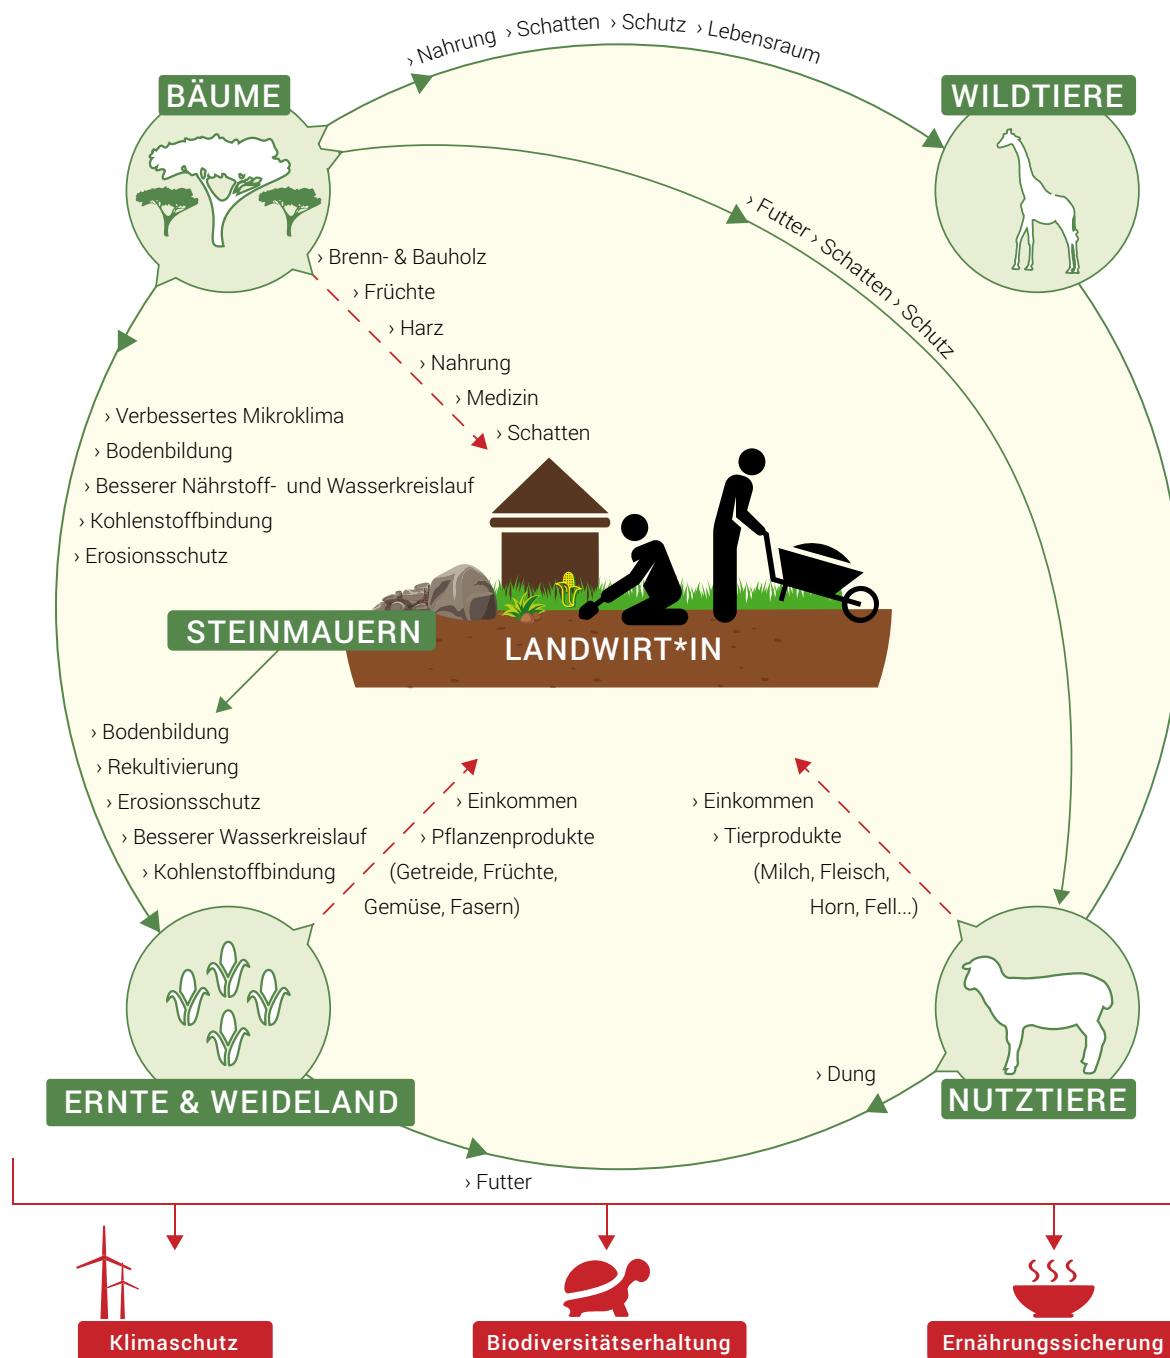 › Nahrung › Schatten › Schutz › Lebensraum
BÄUME
WILDTIERE
› Futter › Schatten › Schutz
› Brenn- & Bauholz
› Früchte
› Harz
› Nahrung
› Medizin
› Schatten
› Verbessertes Mikroklima
› Bodenbildung
› Besserer Nährstoff- und Wasserkreislauf
› Kohlenstoffbindung
› Erosionsschutz
STEINMAUERN
LANDWIRT*IN
› Bodenbildung
› Rekultivierung
› Erosionsschutz
› Besserer Wasserkreislauf
› Kohlenstoffbindung
› Einkommen
› Pflanzenprodukte
(Getreide, Früchte,
Gemüse, Fasern)
› Einkommen
› Tierprodukte
(Milch, Fleisch,
Horn, Fell...)
› Dung
ERNTE & WEIDELAND
NUTZTIERE
› Futter
Klimaschutz
Biodiversitätserhaltung
Ernährungssicherung